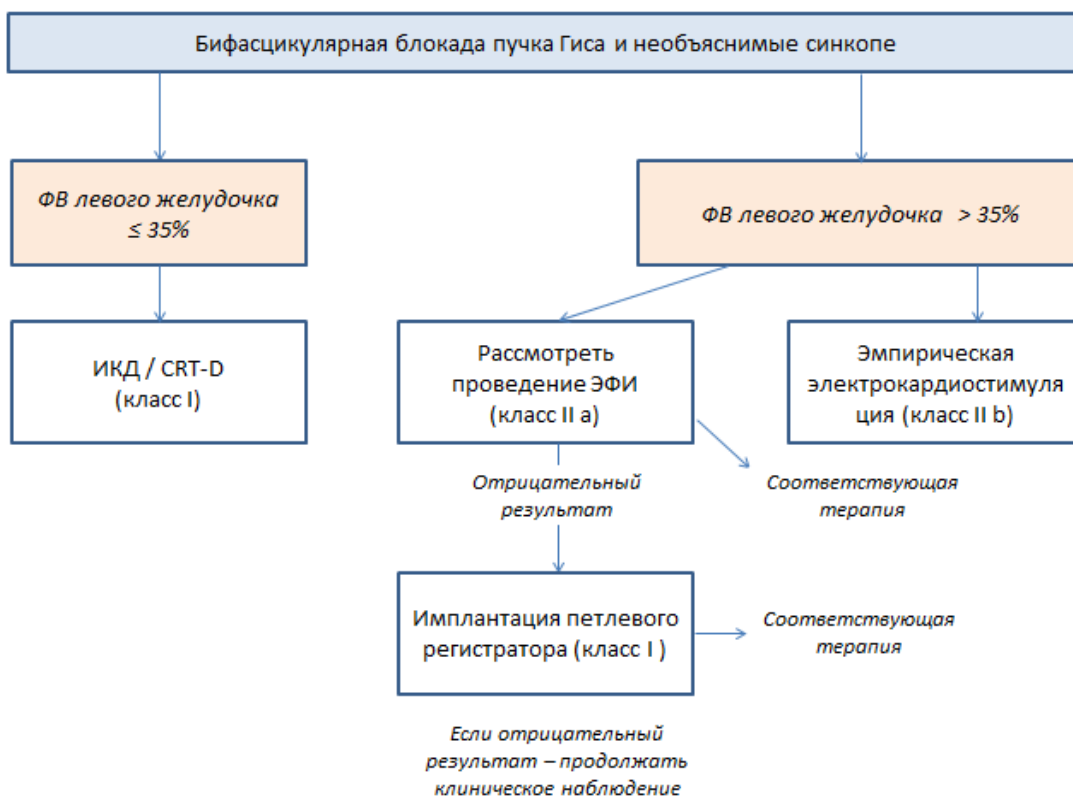 Бифасцикулярная блокада пучка Гиса и необъяснимые синкопе
ФВ левого желудочка
≤ 35%
ФВ левого желудочка > 35%
ИКД / CRT-D
(класс I)
Рассмотреть
проведение ЭФИ
(класс II a)
Эмпирическая
электрокардиостимуля
ция (класс II b)
Отрицательный
результат
Соответствующая
терапия
Имплантация петлевого
регистратора (класс I )
Соответствующая
терапия
Если отрицательный
результат – продолжать
клиническое наблюдение